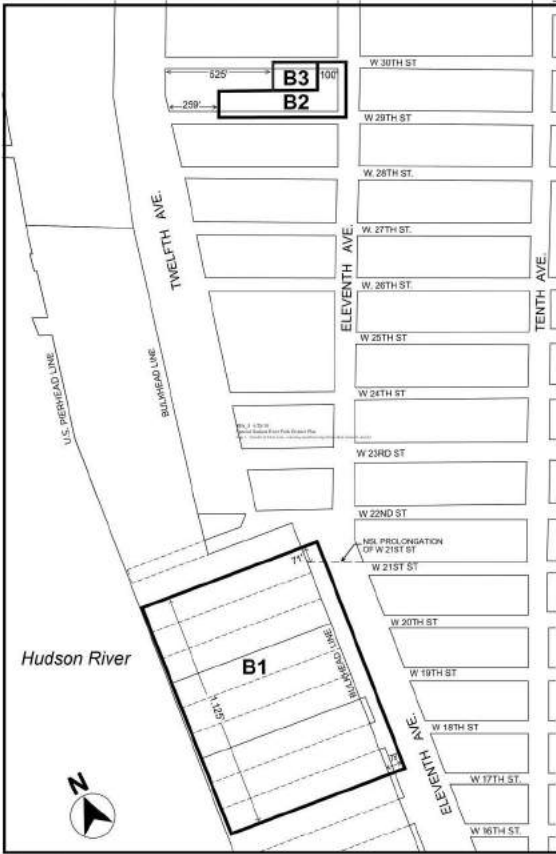 W 30TH ST
525'
B3
100'
B2
259'
W 29TH ST
W. 28TH ST.
TWELFTH AVE.
W. 27TH ST.
ELEVENTH AVE.
TENTH AVE.
W. 26TH ST.
W 25TH ST
U.S. PIERHEAD LINE
BULKHEAD LINE
W 24TH ST
W 23RD ST
W 22ND ST
NSL PROLONGATION
OF W 21ST ST
71'
W 21ST ST
W 20TH ST
Hudson River
B1
BULKHEAD LINE
W 19TH ST
1,125'
ELEVENTH AVE.
W 18TH ST
N
W 17TH ST.
W 16TH ST.